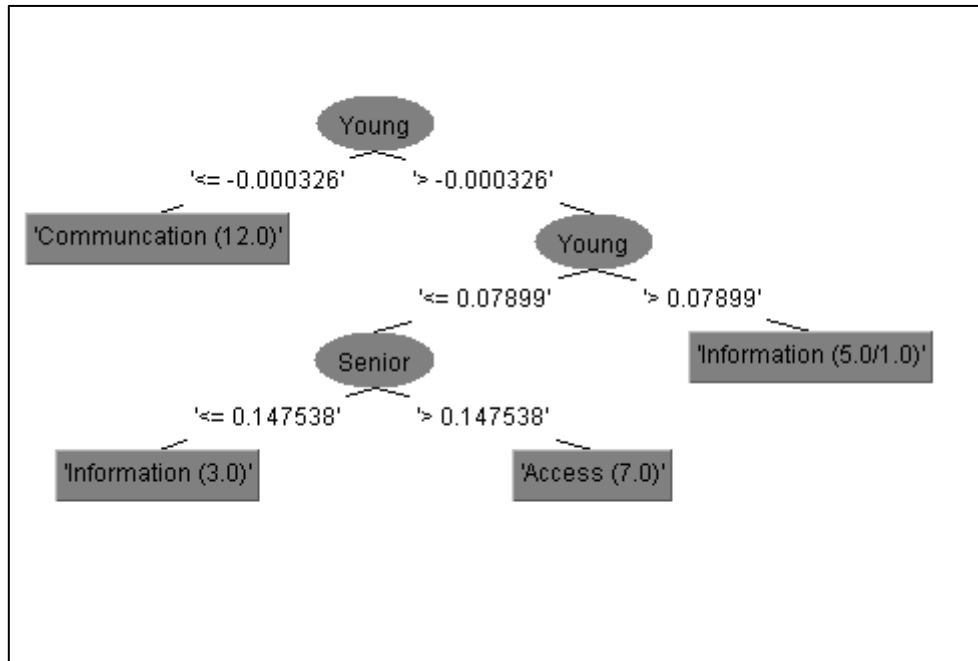 Young
'<= -0.000326'
'> -0.000326'
'Communcation (12.0)'
Young
'<= 0.07899'
'> 0.07899'
Senior
'Information (5.0/1.0)'
'<= 0.147538'
'> 0.147538'
'Information (3.0)'
'Access (7.0)'